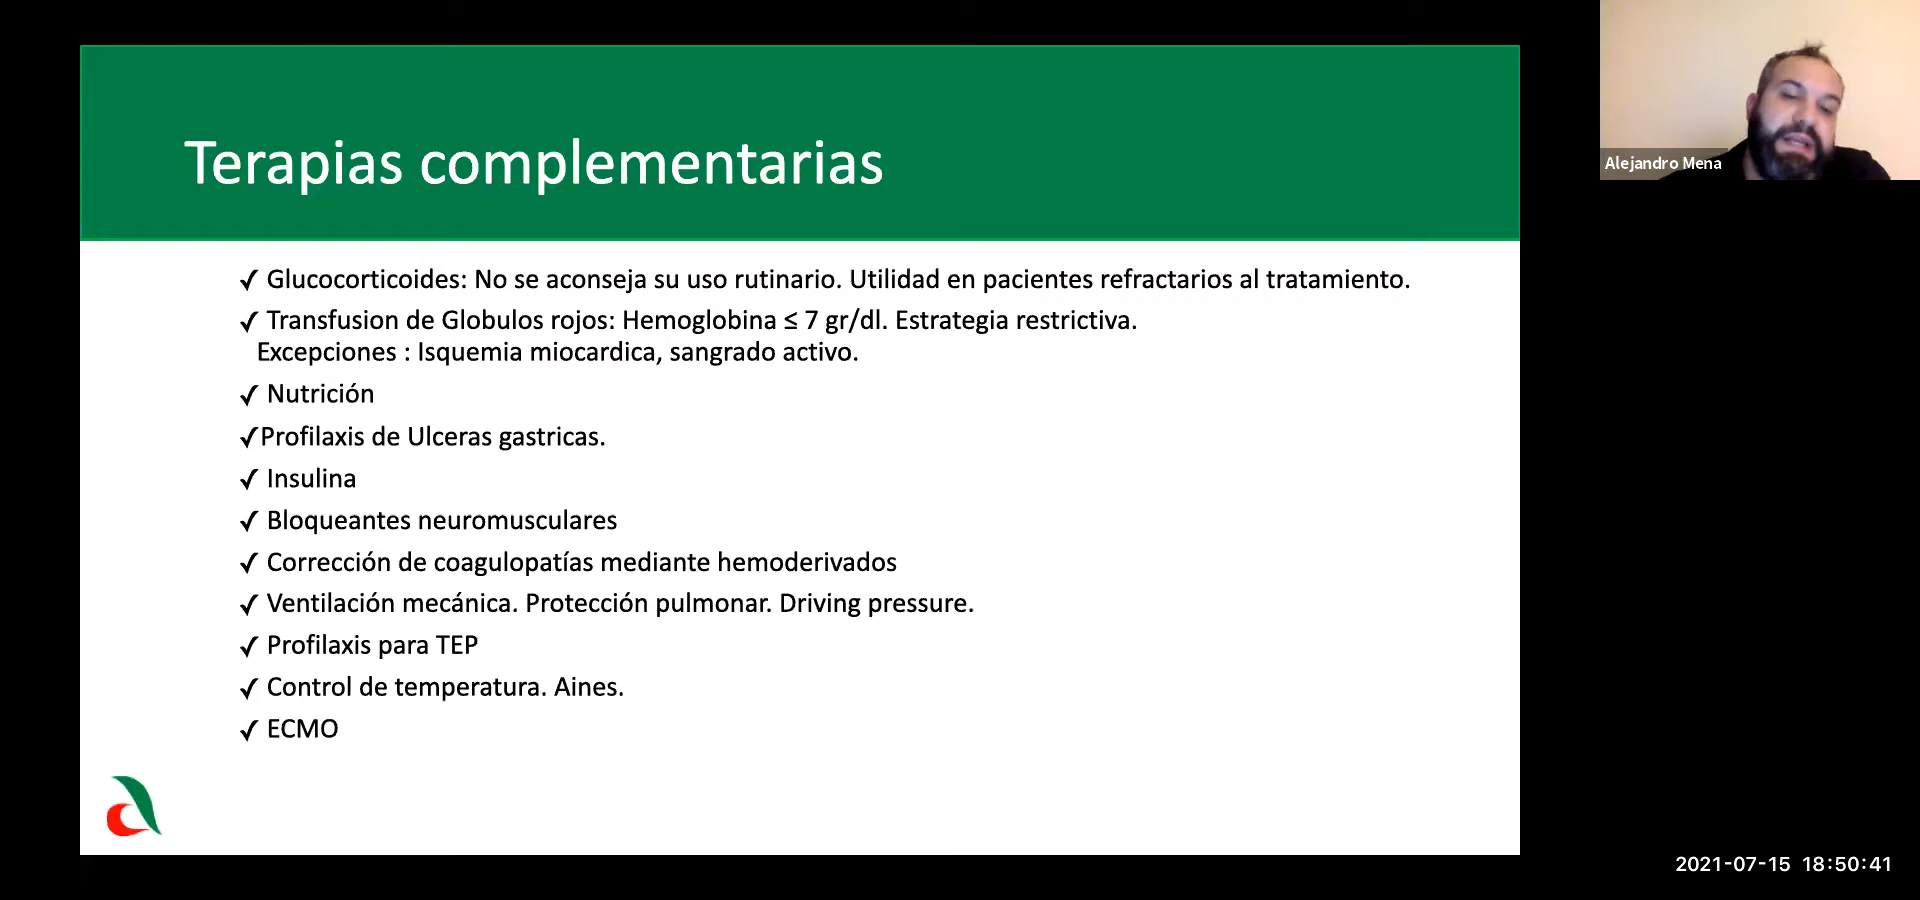 Terapias complementarias
✓ Glucocorticoides: No se aconseja su uso rutinario. Utilidad en pacientes refractarios al tratamiento.
✓ Transfusion de Globulos rojos: Hemoglobina ≤ 7 gr/dl. Estrategia restrictiva.
Excepciones : Isquemia miocardica, sangrado activo.
✓ Nutrición
✓Profilaxis de Ulceras gastricas.
✓ Insulina
✓ Bloqueantes neuromusculares
✓ Corrección de coagulopatías mediante hemoderivados
✓ Ventilación mecánica. Protección pulmonar. Driving pressure.
✓ Profilaxis para TEP
✓ Control de temperatura. Aines.
✓ ECMO
Alejandro Mena
2021-07-15 18:50:41